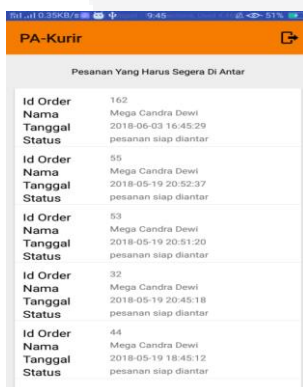 0.35KB/s 9:45 51%
PA-Kurir
Pesanan Yang Harus Segera Di Antar
Id Order 162
Nama Mega Candra Dewi
Tanggal 2018-06-03 16:45:29
Status pesanan siap diantar
Id Order 55
Nama Mega Candra Dewi
Tanggal 2018-05-19 20:52:37
Status pesanan siap diantar
Id Order 53
Nama Mega Candra Dewi
Tanggal 2018-05-19 20:51:20
Status pesanan siap diantar
Id Order 32
Nama Mega Candra Dewi
Tanggal 2018-05-19 20:45:18
Status pesanan siap diantar
Id Order 44
Nama Mega Candra Dewi
Tanggal 2018-05-19 18:45:12
Status pesanan siap diantar